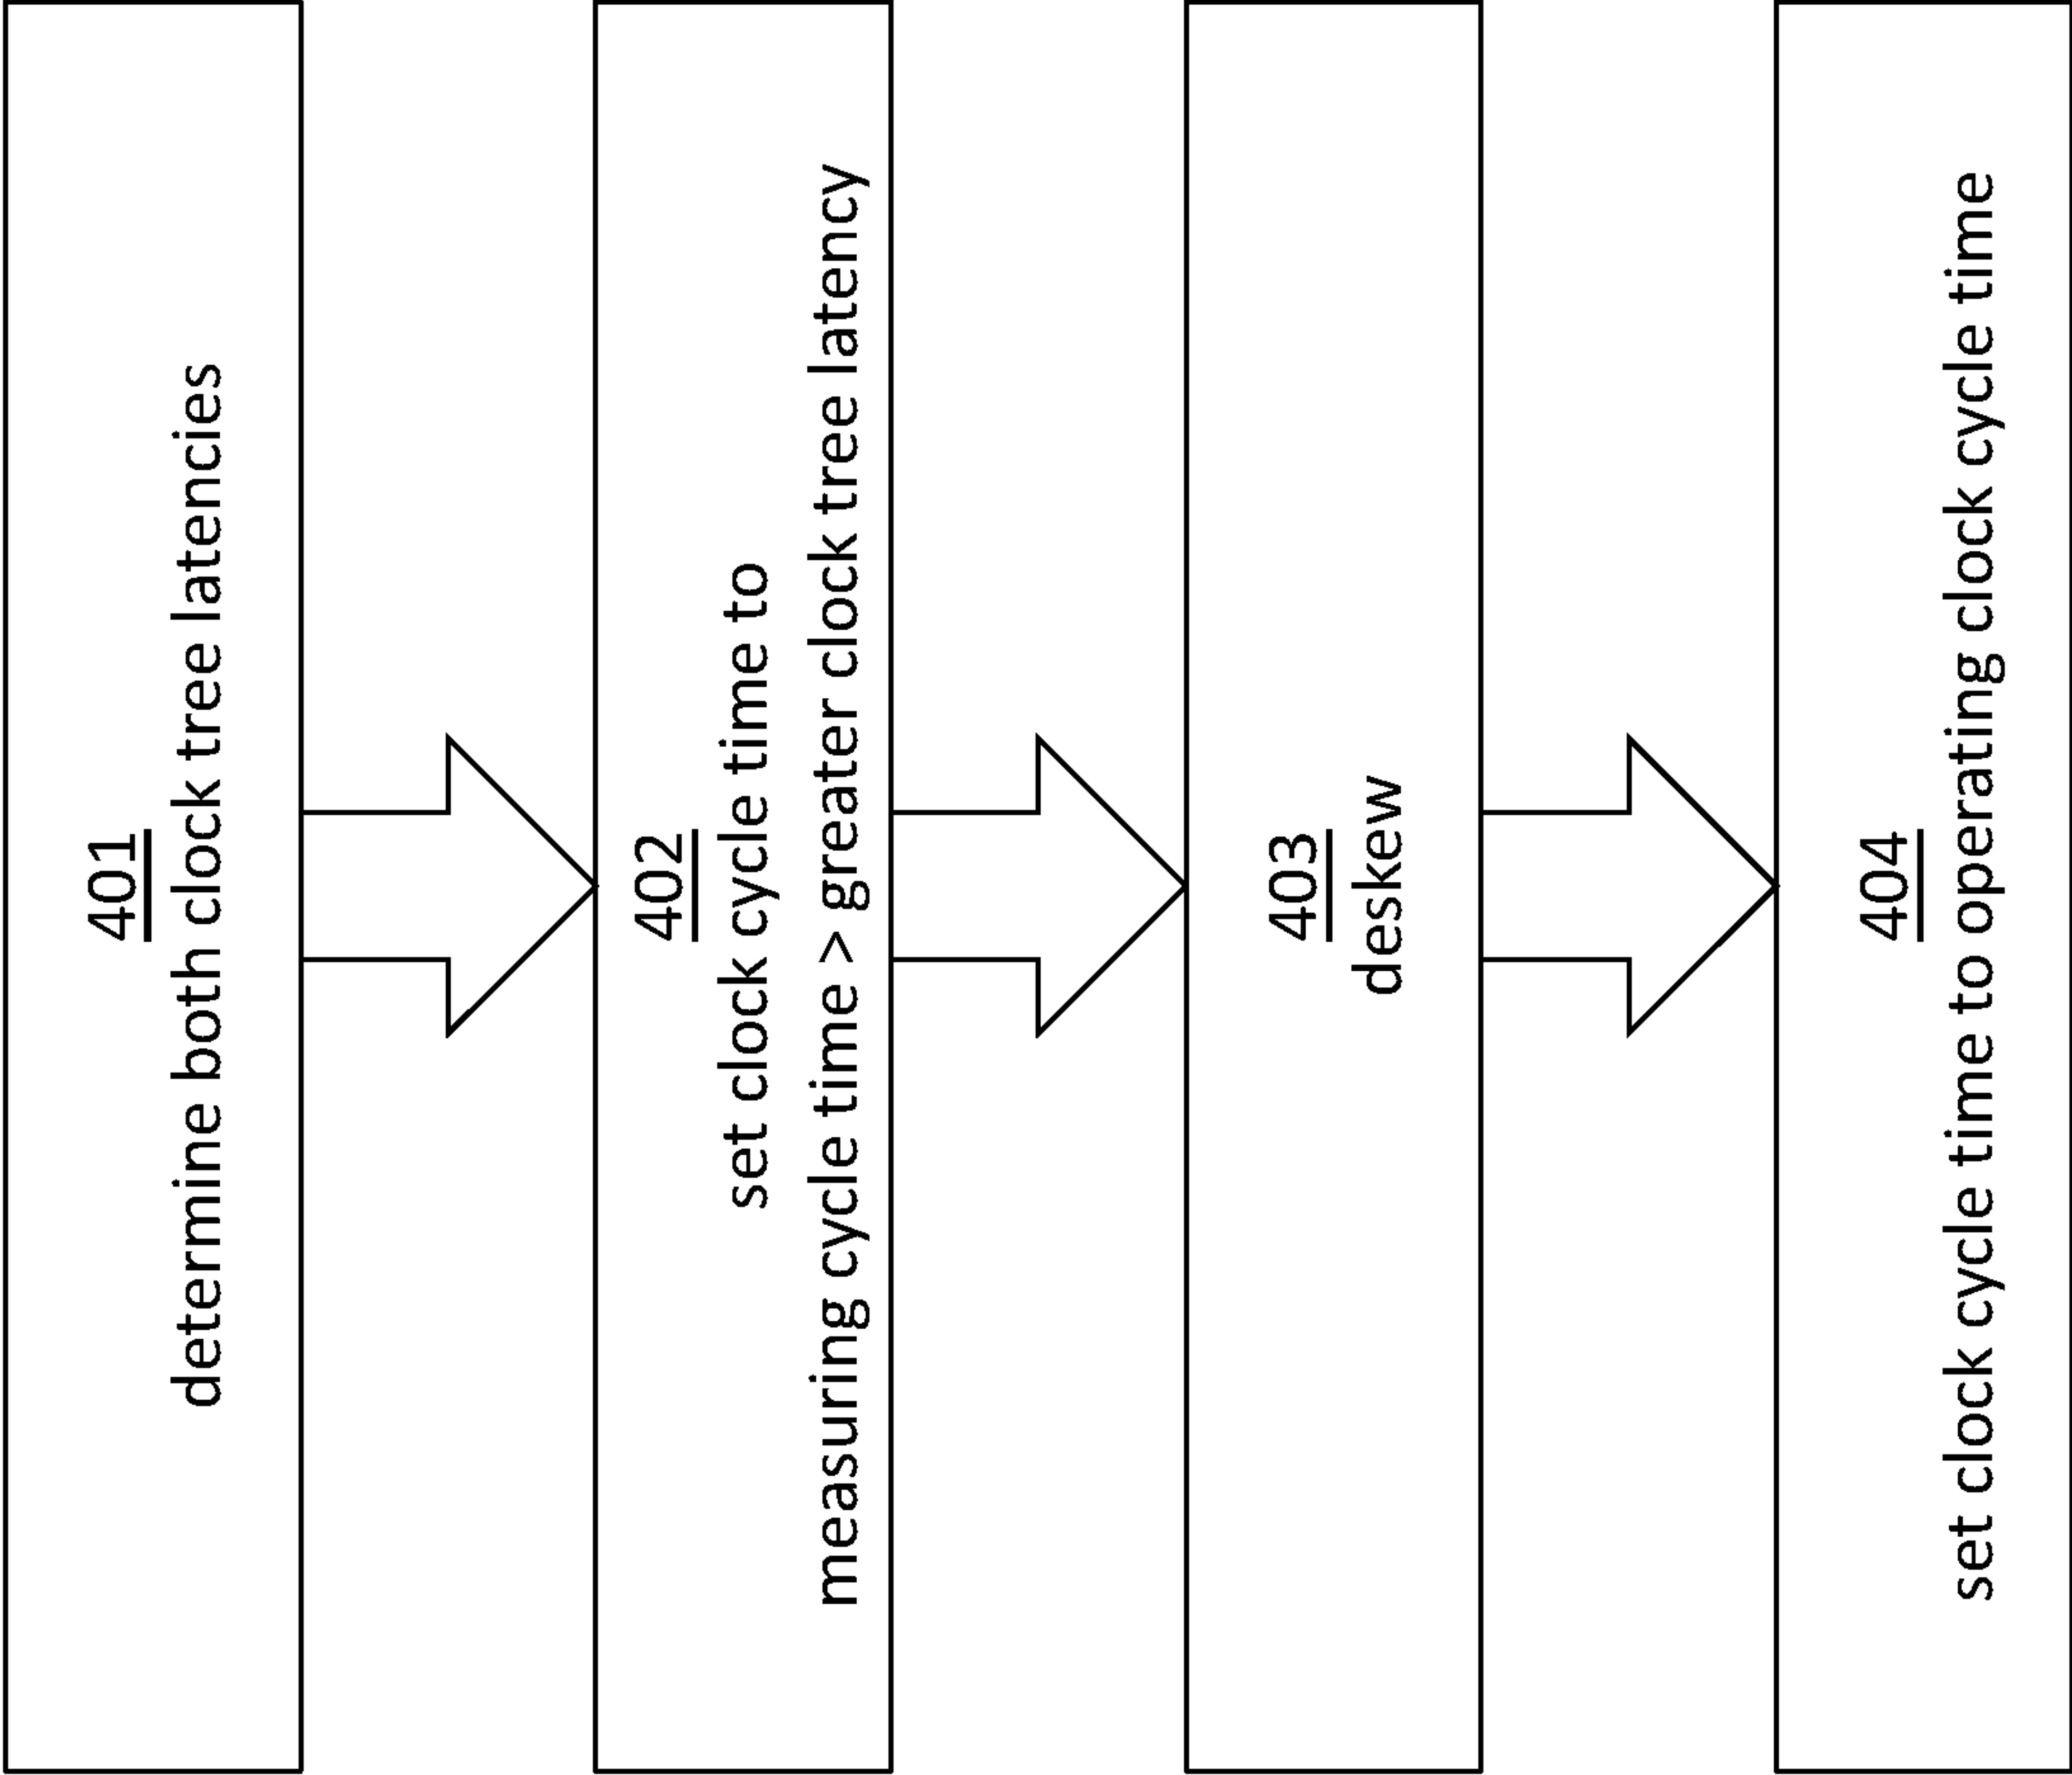 401
determine both clock tree latencies
402
set clock cycle time to
measuring cycle time > greater clock tree latency
403
deskew
404
set clock cycle time to operating clock cycle time